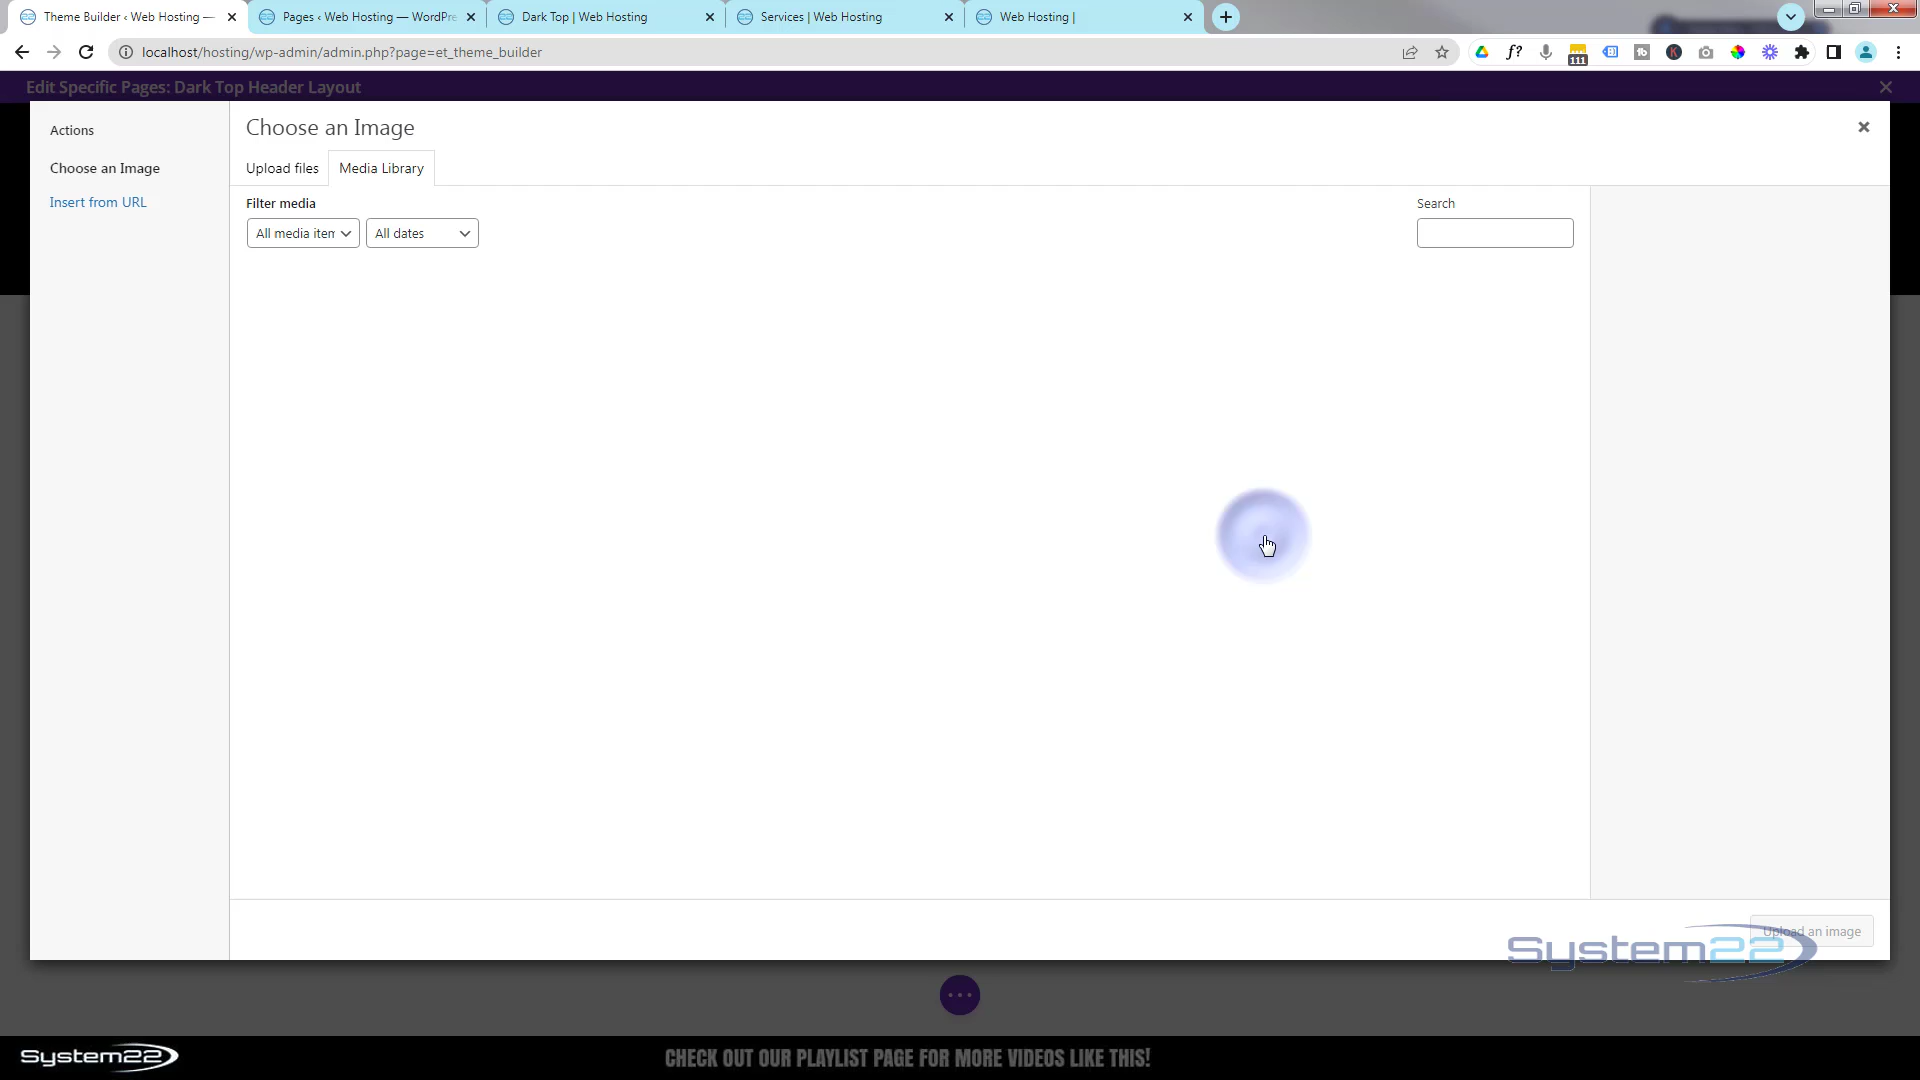 Theme Builder ‹ Web Hosting —
Pages ‹ Web Hosting — WordPre
Dark Top | Web Hosting
Services | Web Hosting
Web Hosting |
localhost/hosting/wp-admin/admin.php?page=et_theme_builder
111
Edit Specific Pages: Dark Top Header Layout
Actions
Choose an Image
Insert from URL
Choose an Image
Upload files
Media Library
Filter media
Search
All media iten
All dates
Upload an image
System22
System22
CHECK OUT OUR PLAYLIST PAGE FOR MORE VIDEOS LIKE THIS!